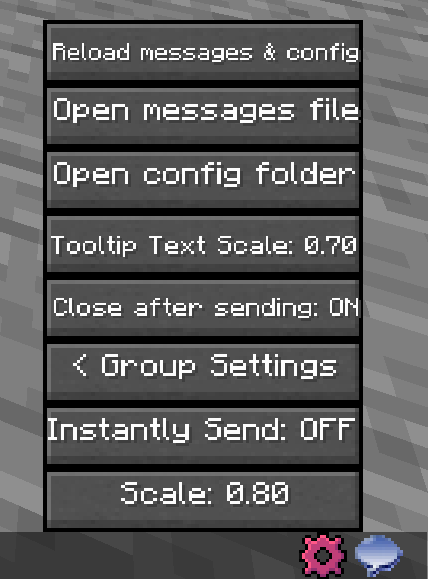 Reload messages & config
Open messages file
Open config folder
Tooltip Text Scale: 0.70
Close after sending: ON
< Group Settings
Instantly Send: OFF
Scale: 0.80